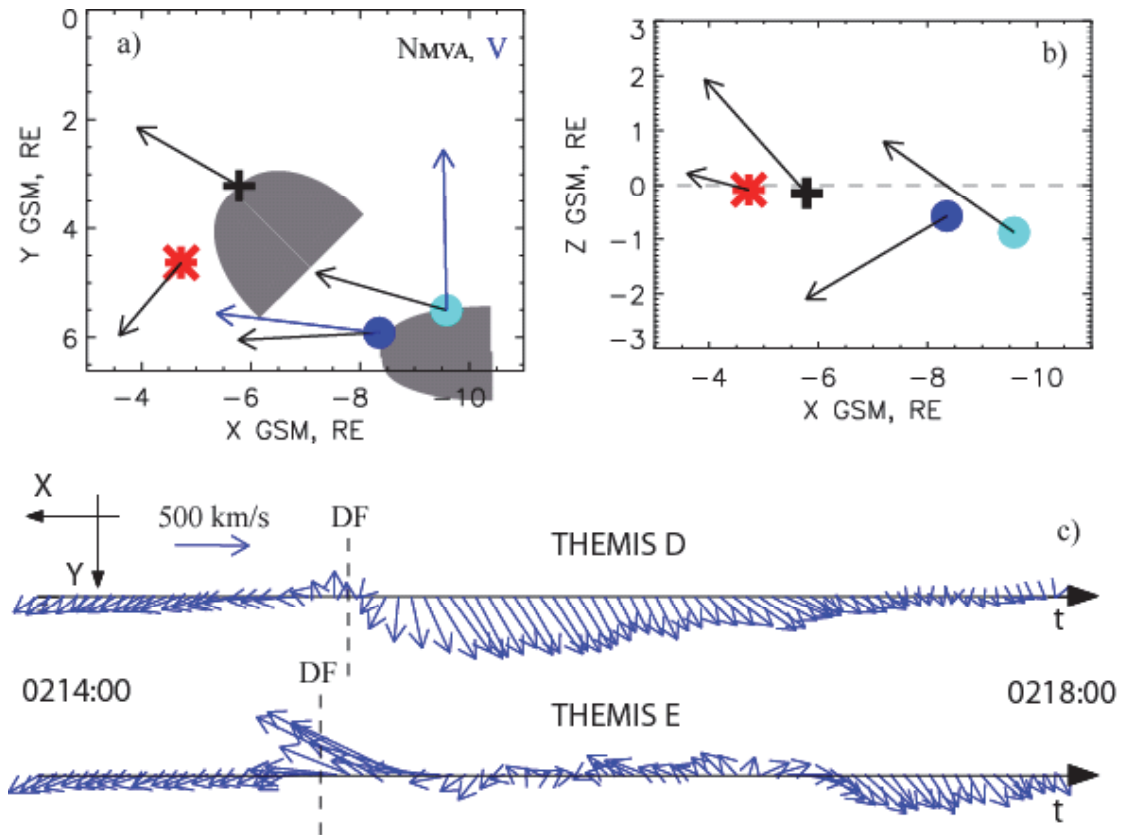 a)
NMVA, V
0
2
4
6
Y GSM, RE
-4 -6 -8 -10
X GSM, RE
b)
3
2
1
0
-1
-2
-3
Z GSM, RE
-4 -6 -8 -10
X GSM, RE
c)
X
Y
500 km/s
DF
THEMIS D
t
0214:00
DF
0218:00
THEMIS E
t